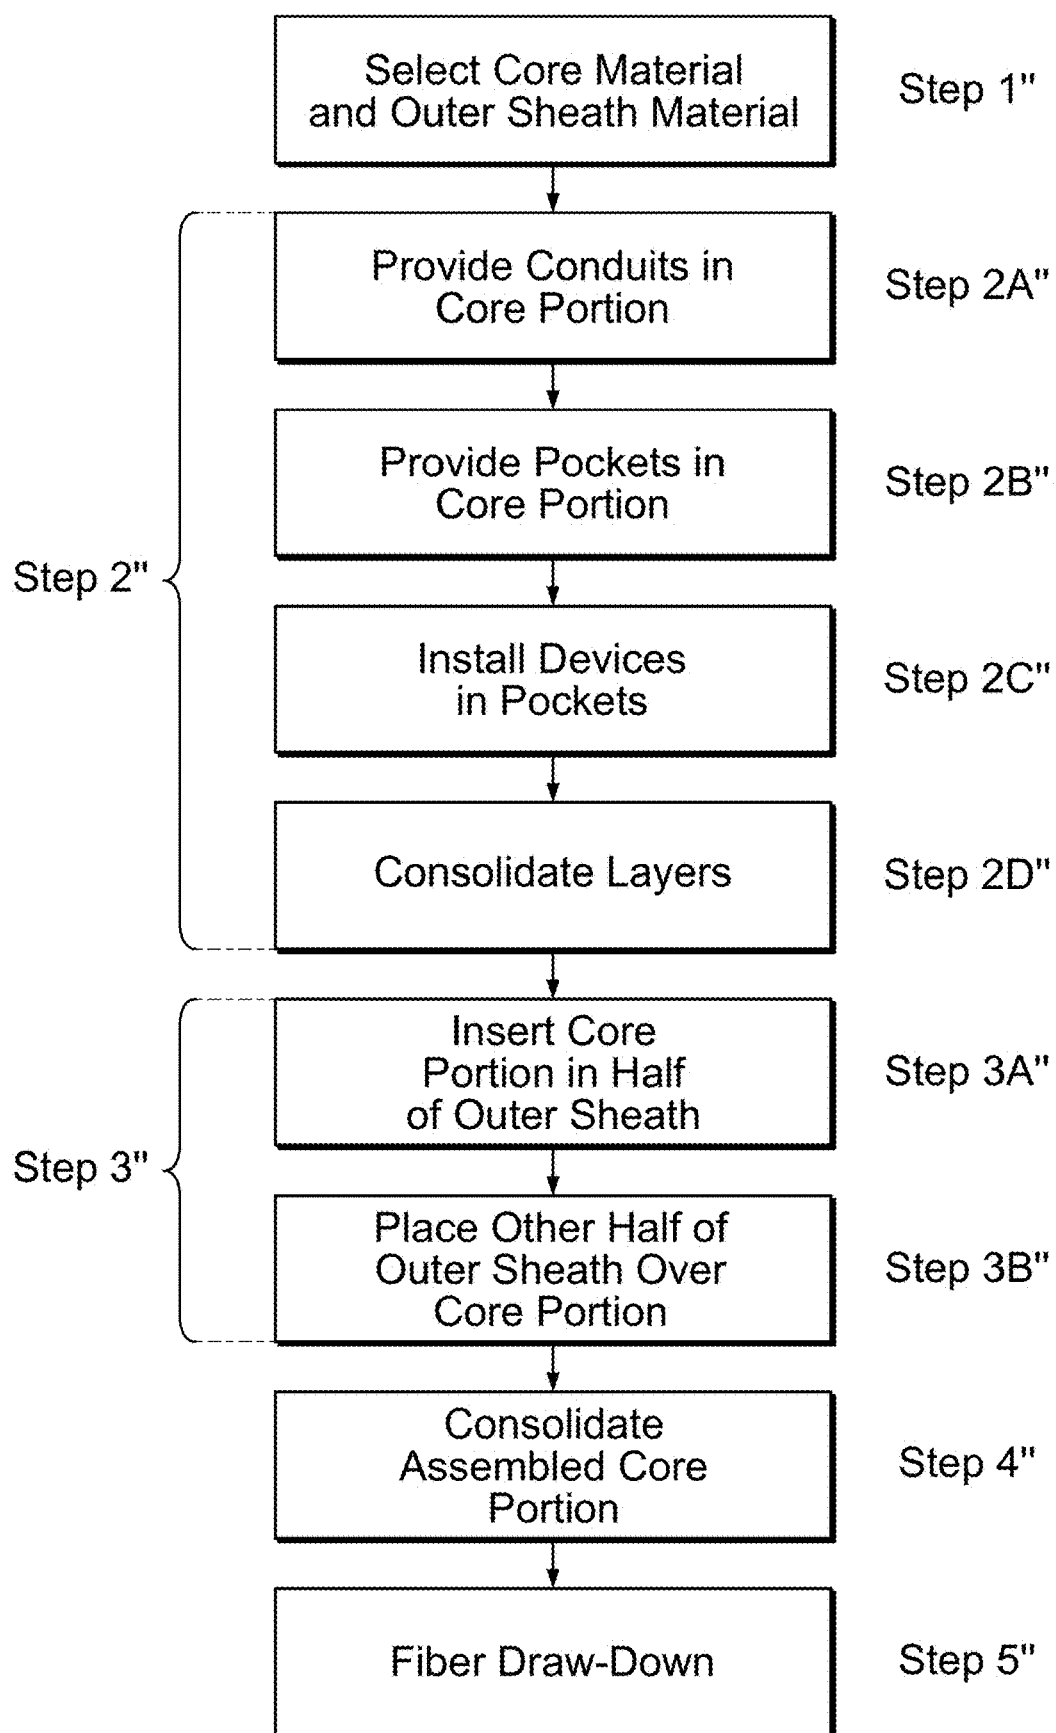 Select Core Material
and Outer Sheath Material
Step 1"
Provide Conduits in
Core Portion
Step 2A"
Provide Pockets in
Core Portion
Step 2B"
Step 2"
Install Devices
in Pockets
Step 2C"
Consolidate Layers
Step 2D"
Insert Core
Portion in Half
of Outer Sheath
Step 3A"
Step 3"
Place Other Half of
Outer Sheath Over
Core Portion
Step 3B"
Consolidate
Assembled Core
Portion
Step 4"
Fiber Draw-Down
Step 5"